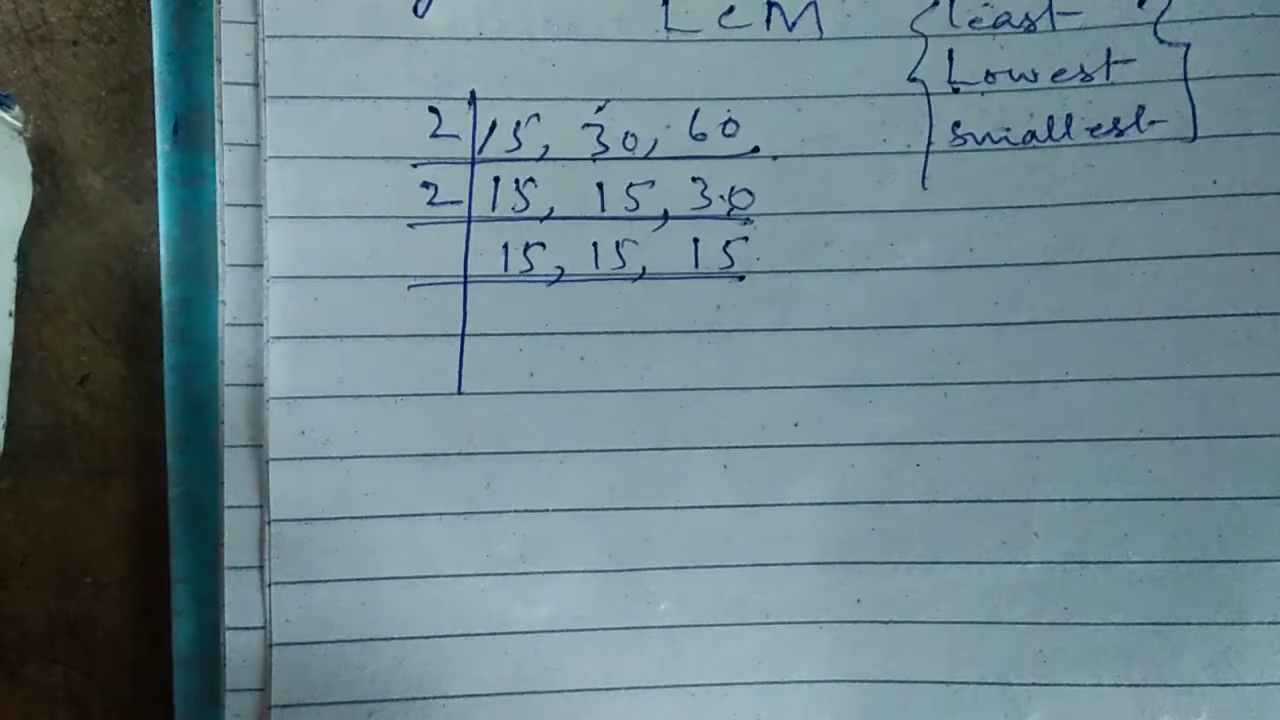 LCM { least
{ Lowest }
smallest
2 | 15, 30, 60
2 | 15, 15, 30
15, 15, 15